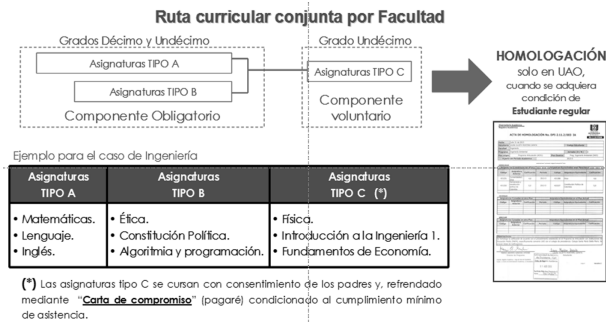 Ruta curricular conjunta por Facultad
Grados Décimo y Undécimo
Grado Undécimo
Asignaturas TIPO A
Asignaturas TIPO B
Asignaturas TIPO C
Componente Obligatorio
Componente
voluntario
HOMOLOGACIÓN
solo en UAO,
cuando se adquiera
condición de
Estudiante regular
Ejemplo para el caso de Ingeniería
Asignaturas
TIPO A
Asignaturas
TIPO B
Asignaturas
TIPO C (*)
• Matemáticas.
• Lenguaje.
• Inglés.
• Ética.
• Constitución Política.
• Algoritmia y programación.
• Física.
• Introducción a la Ingeniería 1.
• Fundamentos de Economía.
(*) Las asignaturas tipo C se cursan con consentimiento de los padres y, refrendado
mediante “Carta de compromiso” (pagaré) condicionado al cumplimiento mínimo
de asistencia.